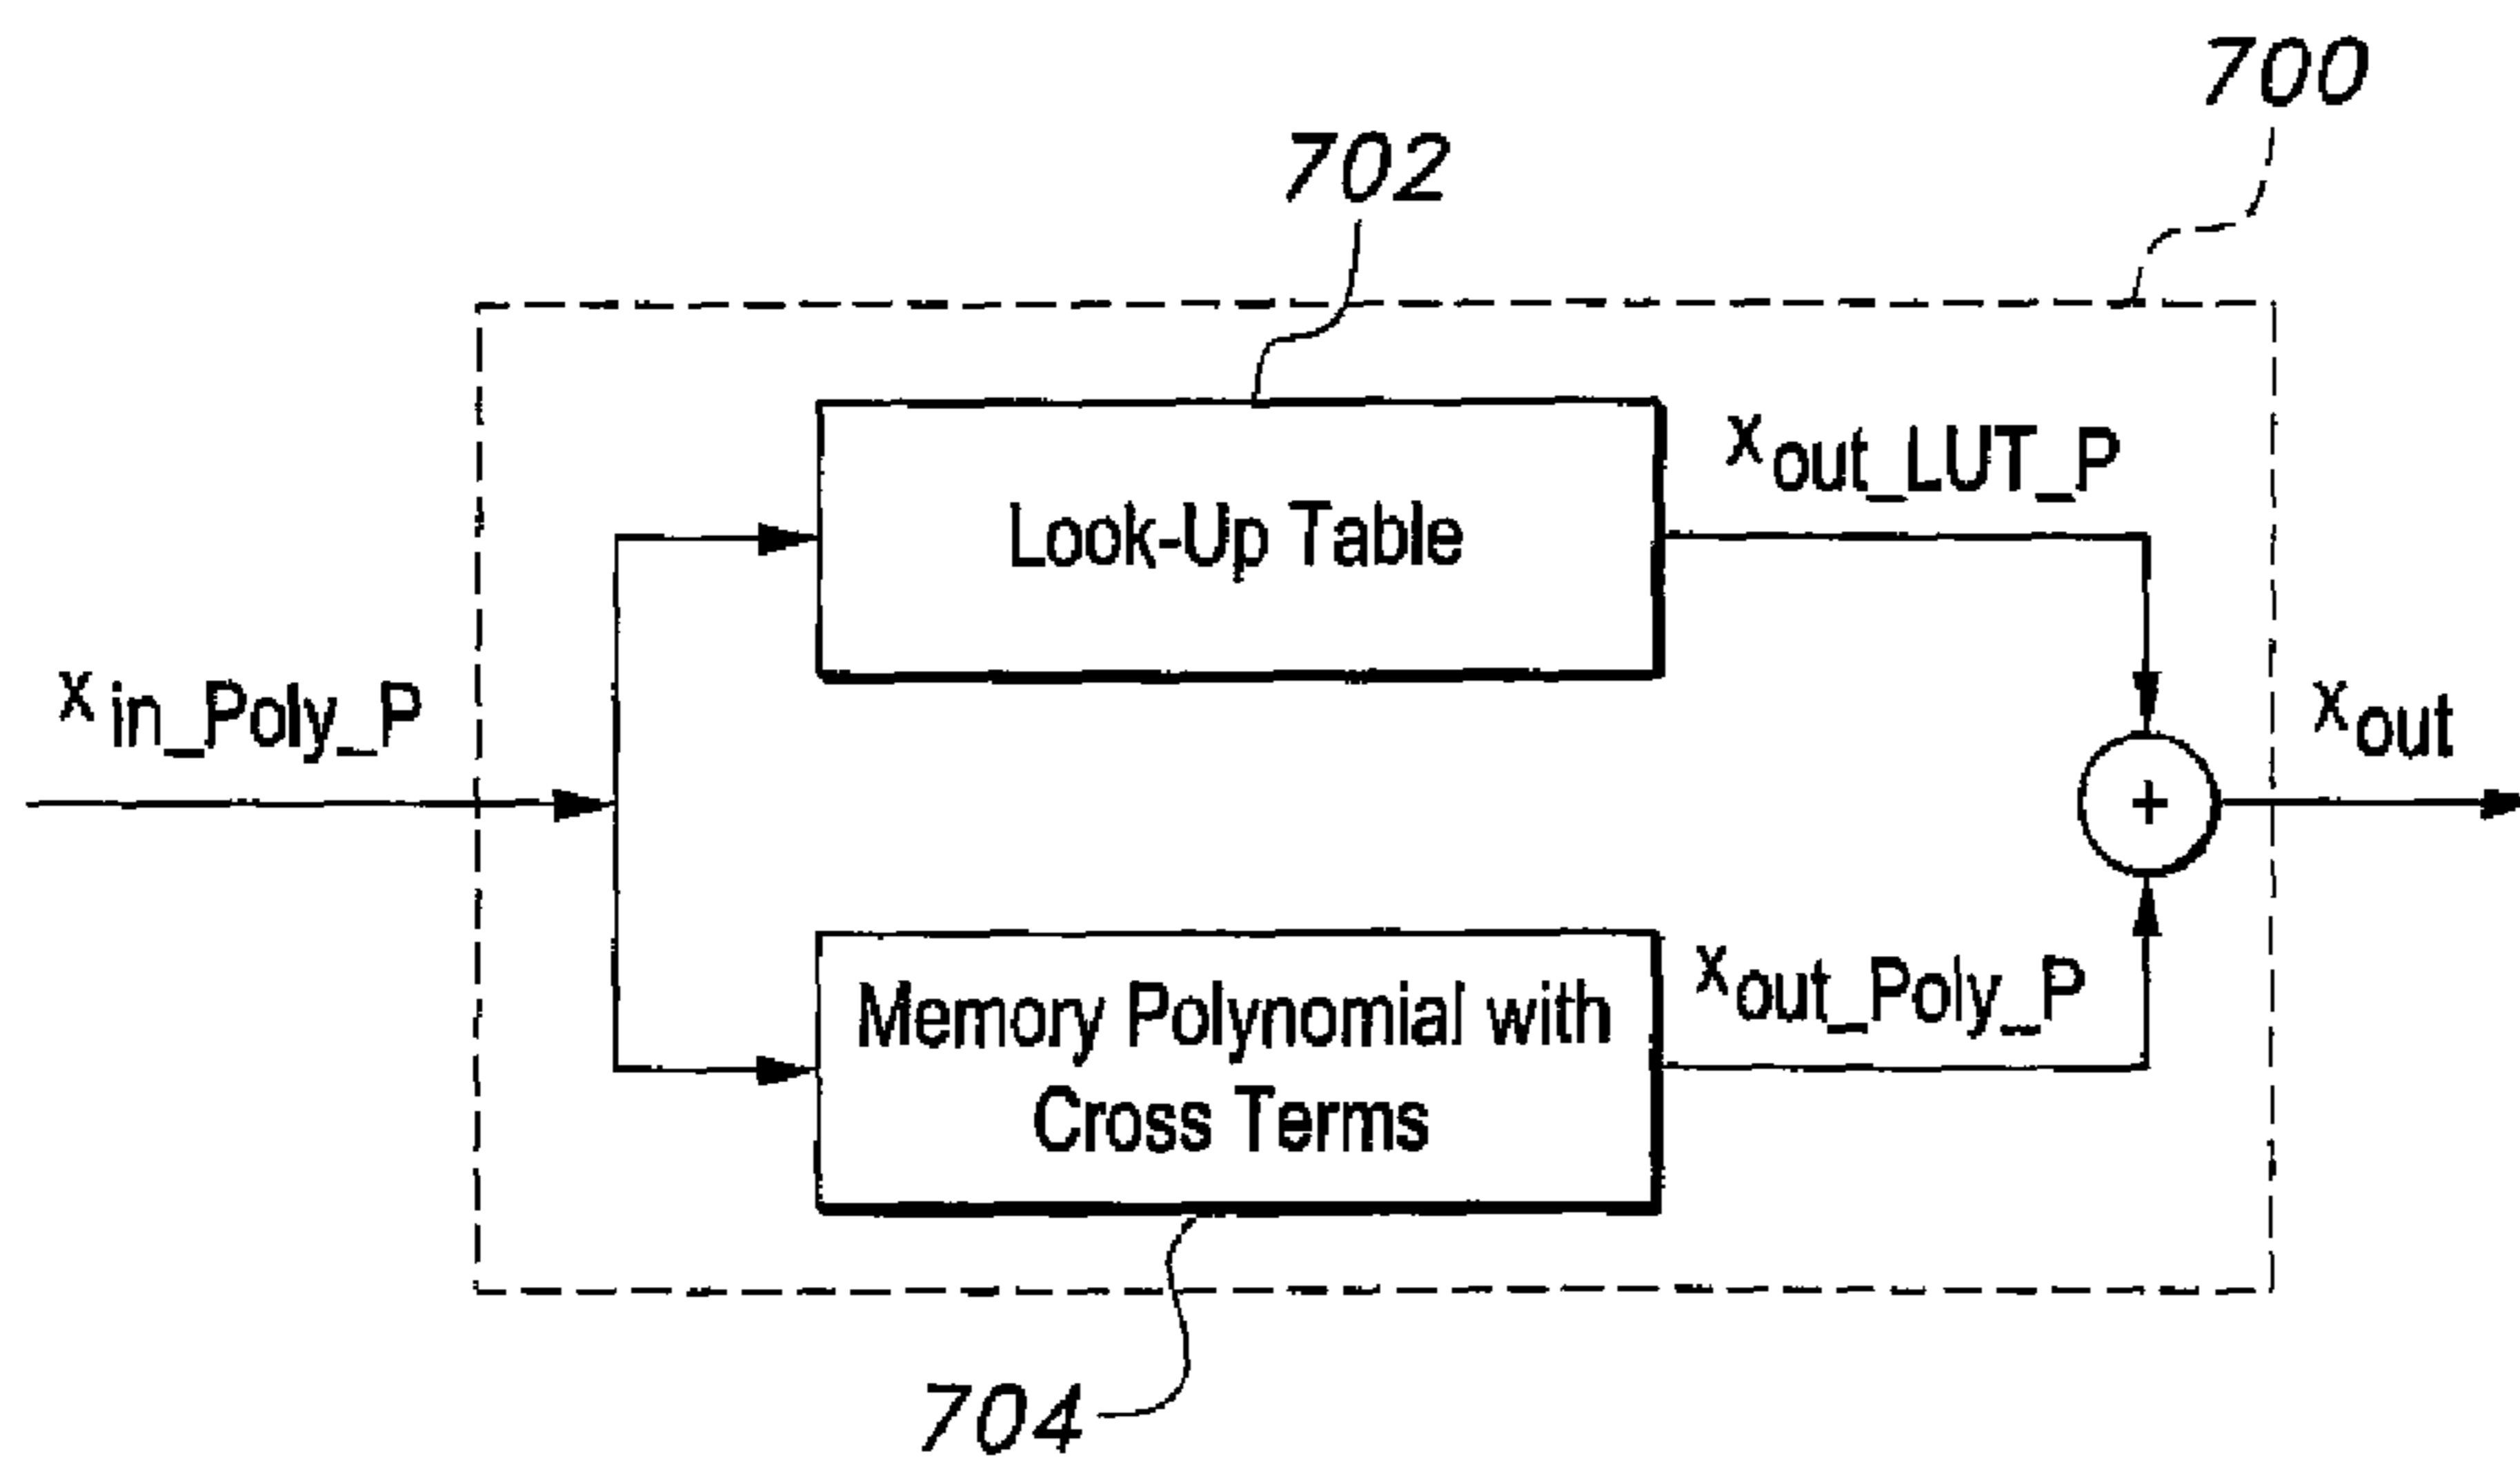 700
702
x out_LUT_P
Look-Up Table
x in_Poly_P
x out
+
x out_Poly_P
Memory Polynomial with
Cross Terms
704